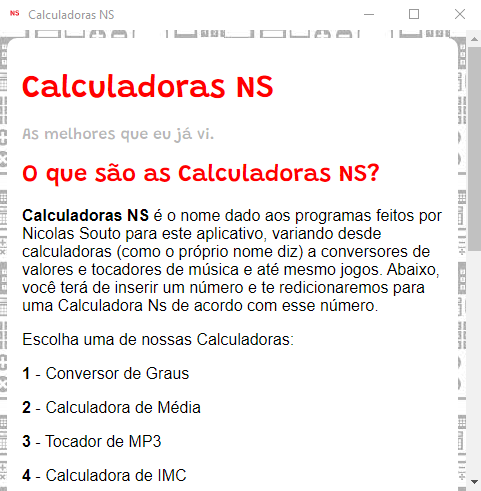 NS Calculadoras NS
Calculadoras NS
As melhores que eu já vi.
O que são as Calculadoras NS?
Calculadoras NS é o nome dado aos programas feitos por
Nicolas Souto para este aplicativo, variando desde
calculadoras (como o próprio nome diz) a conversores de
valores e tocadores de música e até mesmo jogos. Abaixo,
você terá de inserir um número e te redicionaremos para
uma Calculadora Ns de acordo com esse número.
Escolha uma de nossas Calculadoras:
1 - Conversor de Graus
2 - Calculadora de Média
3 - Tocador de MP3
4 - Calculadora de IMC